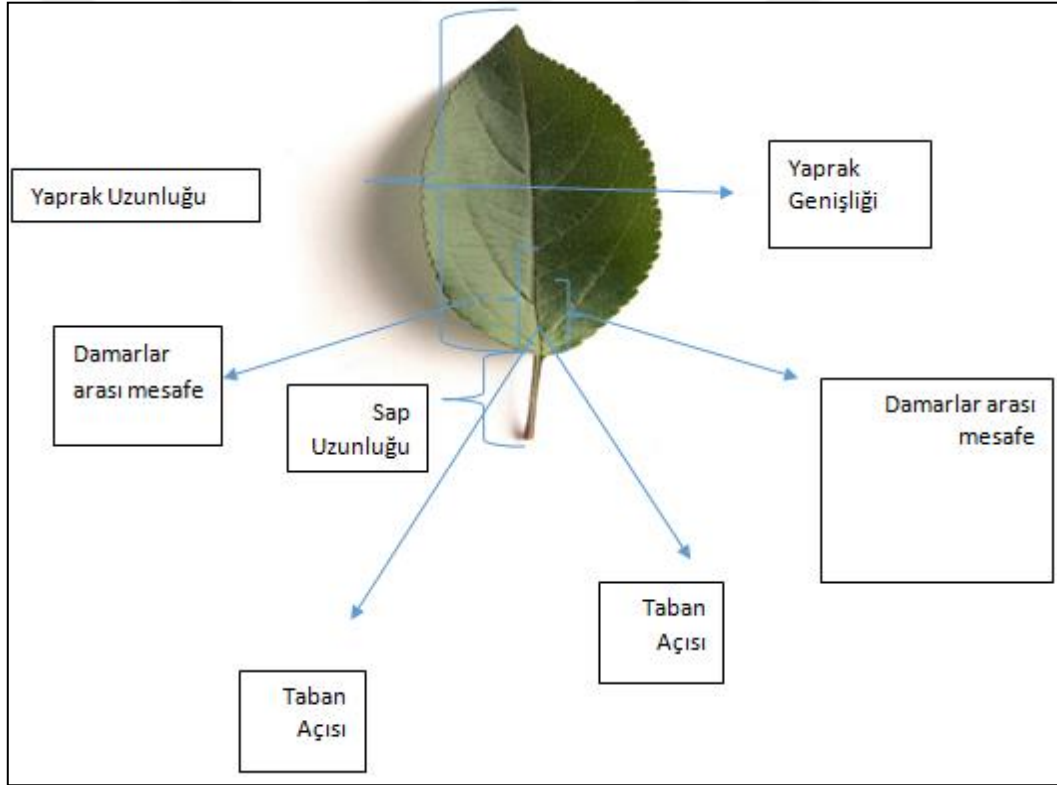 Yaprak Uzunluğu
Yaprak
Genişliği
Damarlar
arası mesafe
Sap
Uzunluğu
Damarlar arası
mesafe
Taban
Açısı
Taban
Açısı